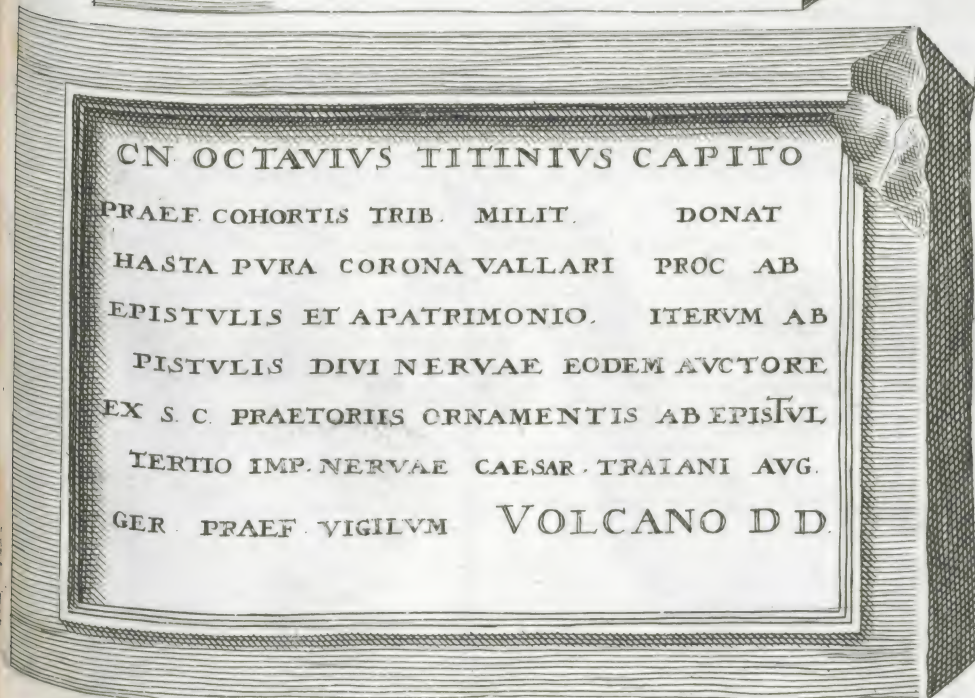 CN OCTAVIVS TITINIVS CAPITO
PRAEF. COHORTIS TRIB. MILIT. DONAT
HASTA PVRA CORONA VALLARI PROC AB
EPISTVLIS ET APATRIMONIO. ITERVM AB
PISTVLIS DIVI NERVAE EODEM AVCTORE
EX S. C. PRAETORIIS ORNAMENTIS AB EPISTVL
TERTIO IMP. NERVAE CAESAR. TRAIANI AVG.
GER. PRAEF. VIGILVM VOLCANO D D.